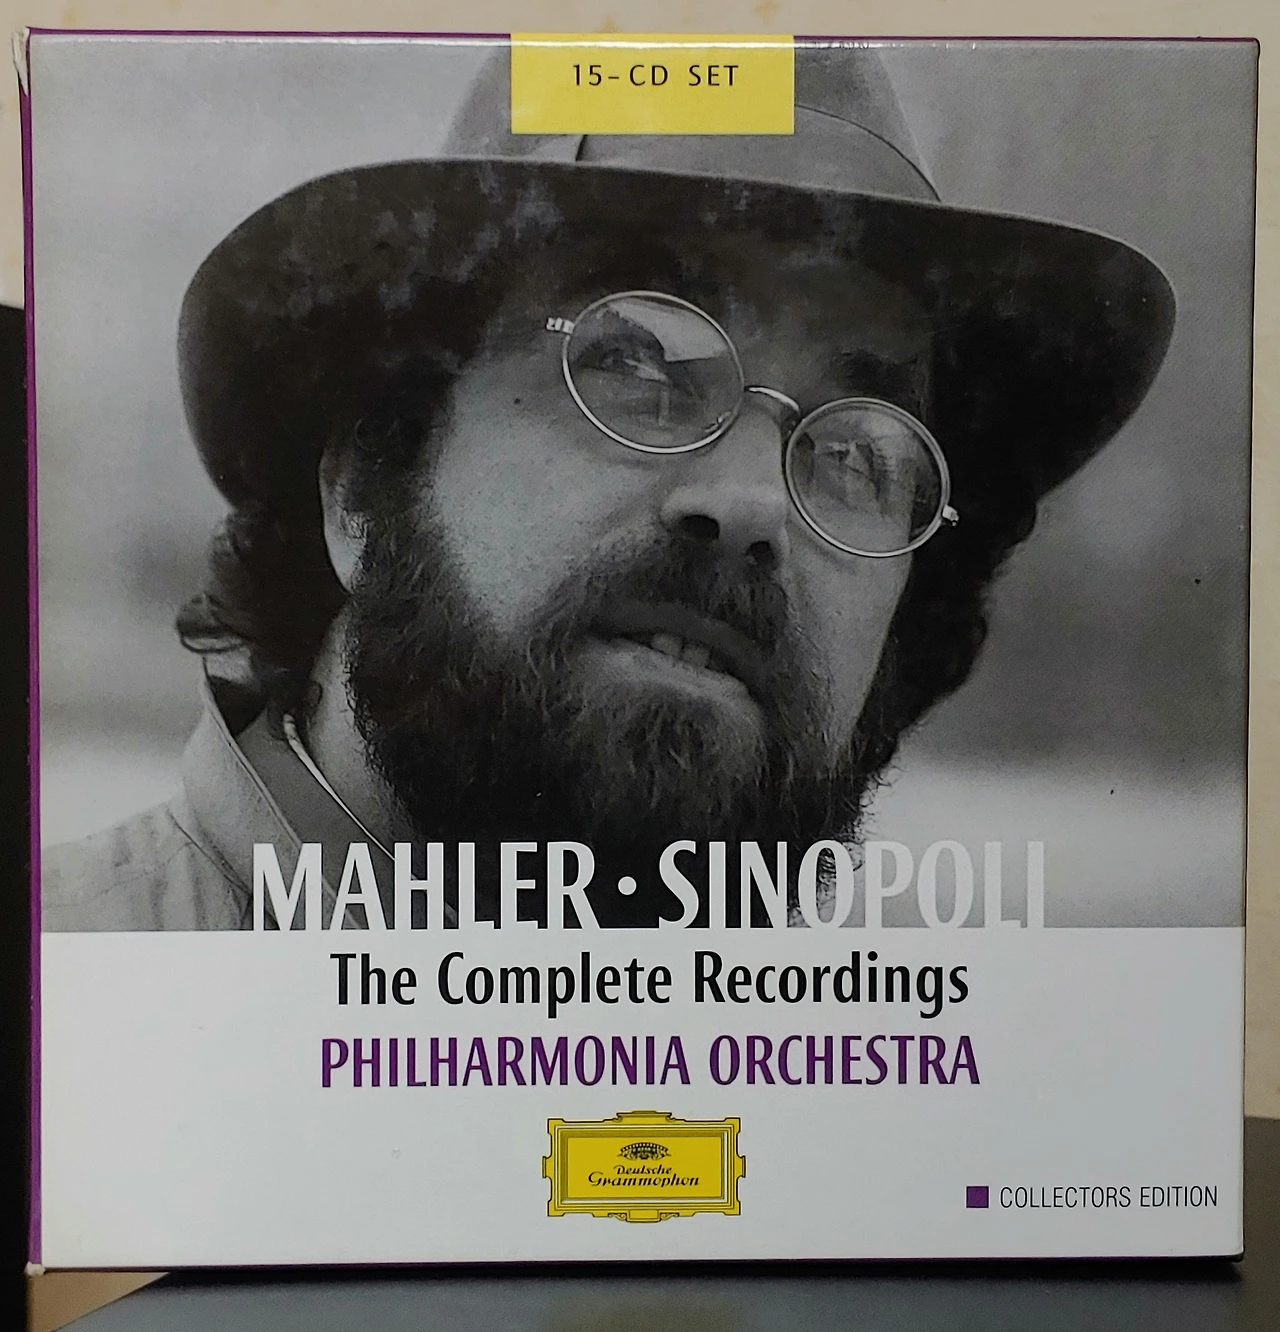 15-CD SET
MAHLER · SINOPOLI
The Complete Recordings
PHILHARMONIA ORCHESTRA
Deutsche
Grammophon
COLLECTORS EDITION